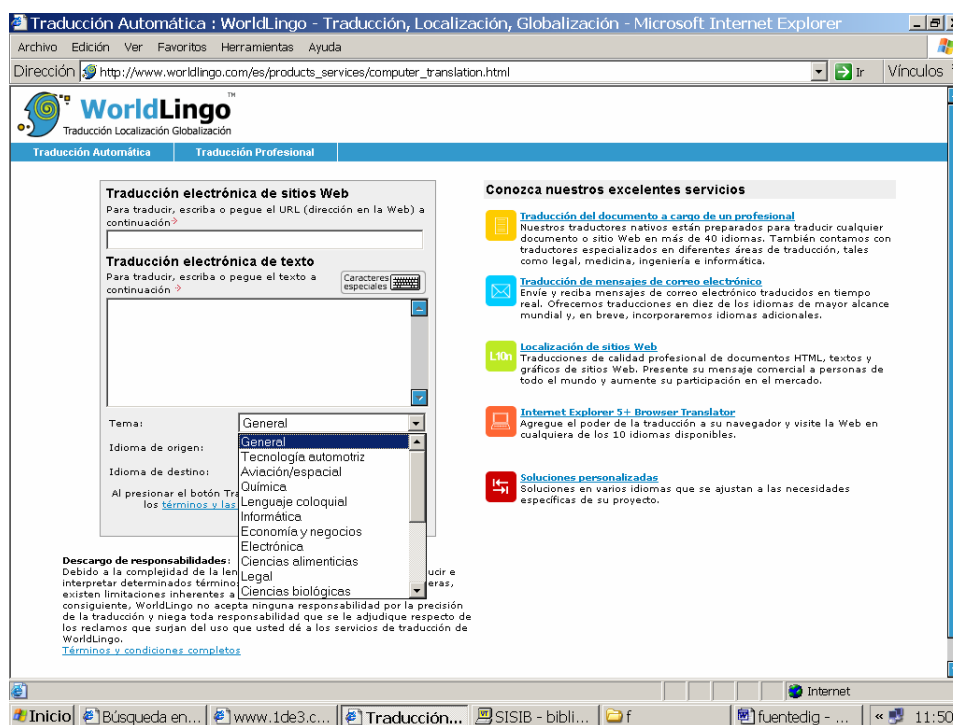 Traducción Automática : WorldLingo - Traducción, Localización, Globalización - Microsoft Internet Explorer
Archivo Edición Ver Favoritos Herramientas Ayuda
Dirección http://www.worldlingo.com/es/products_services/computer_translation.html Ir Vínculos
WorldLingo TM
Traducción Localización Globalización
Traducción Automática Traducción Profesional
Traducción electrónica de sitios Web
Para traducir, escriba o pegue el URL (dirección en la Web) a
continuación
Traducción electrónica de texto
Para traducir, escriba o pegue el texto a
continuación
Caracteres
especiales
Tema: General
Idioma de origen:
Idioma de destino:
Al presionar el botón
los términos y las
General
Tecnología automotriz
Aviación/espacial
Química
Lenguaje coloquial
Informática
Economía y negocios
Electrónica
Ciencias alimenticias
Legal
Ciencias biológicas
Descargo de responsabilidades:
Debido a la complejidad de la
interpretar determinados
existen limitaciones inherentes a
consiguiente, WorldLingo no acepta ninguna responsabilidad por la precisión
de la traducción y niega toda responsabilidad que se le adjudique respecto de
los reclamos que surjan del uso que usted dé a los servicios de traducción de
WorldLingo.
Términos y condiciones completos
Conozca nuestros excelentes servicios
Traducción del documento a cargo de un profesional
Nuestros traductores nativos están preparados para traducir cualquier
documento o sitio Web en más de 40 idiomas. También contamos con
traductores especializados en diferentes áreas de traducción, tales
como legal, medicina, ingeniería e informática.
Traducción de mensajes de correo electrónico
Envíe y reciba mensajes de correo electrónico traducidos en tiempo
real. Ofrecemos traducciones en diez de los idiomas de mayor alcance
mundial y, en breve, incorporaremos idiomas adicionales.
L10n
Localización de sitios Web
Traducciones de calidad profesional de documentos HTML, textos y
gráficos de sitios Web. Presente su mensaje comercial a personas de
todo el mundo y aumente su participación en el mercado.
Internet Explorer 5+ Browser Translator
Agregue el poder de la traducción a su navegador y visite la Web en
cualquiera de los 10 idiomas disponibles.
Soluciones personalizadas
Soluciones en varios idiomas que se ajustan a las necesidades
específicas de su proyecto.
Internet
Inicio Búsqueda en... www.1de3.c... Traducción... SISIB - bibli... f fuentedig - ... « 11:50